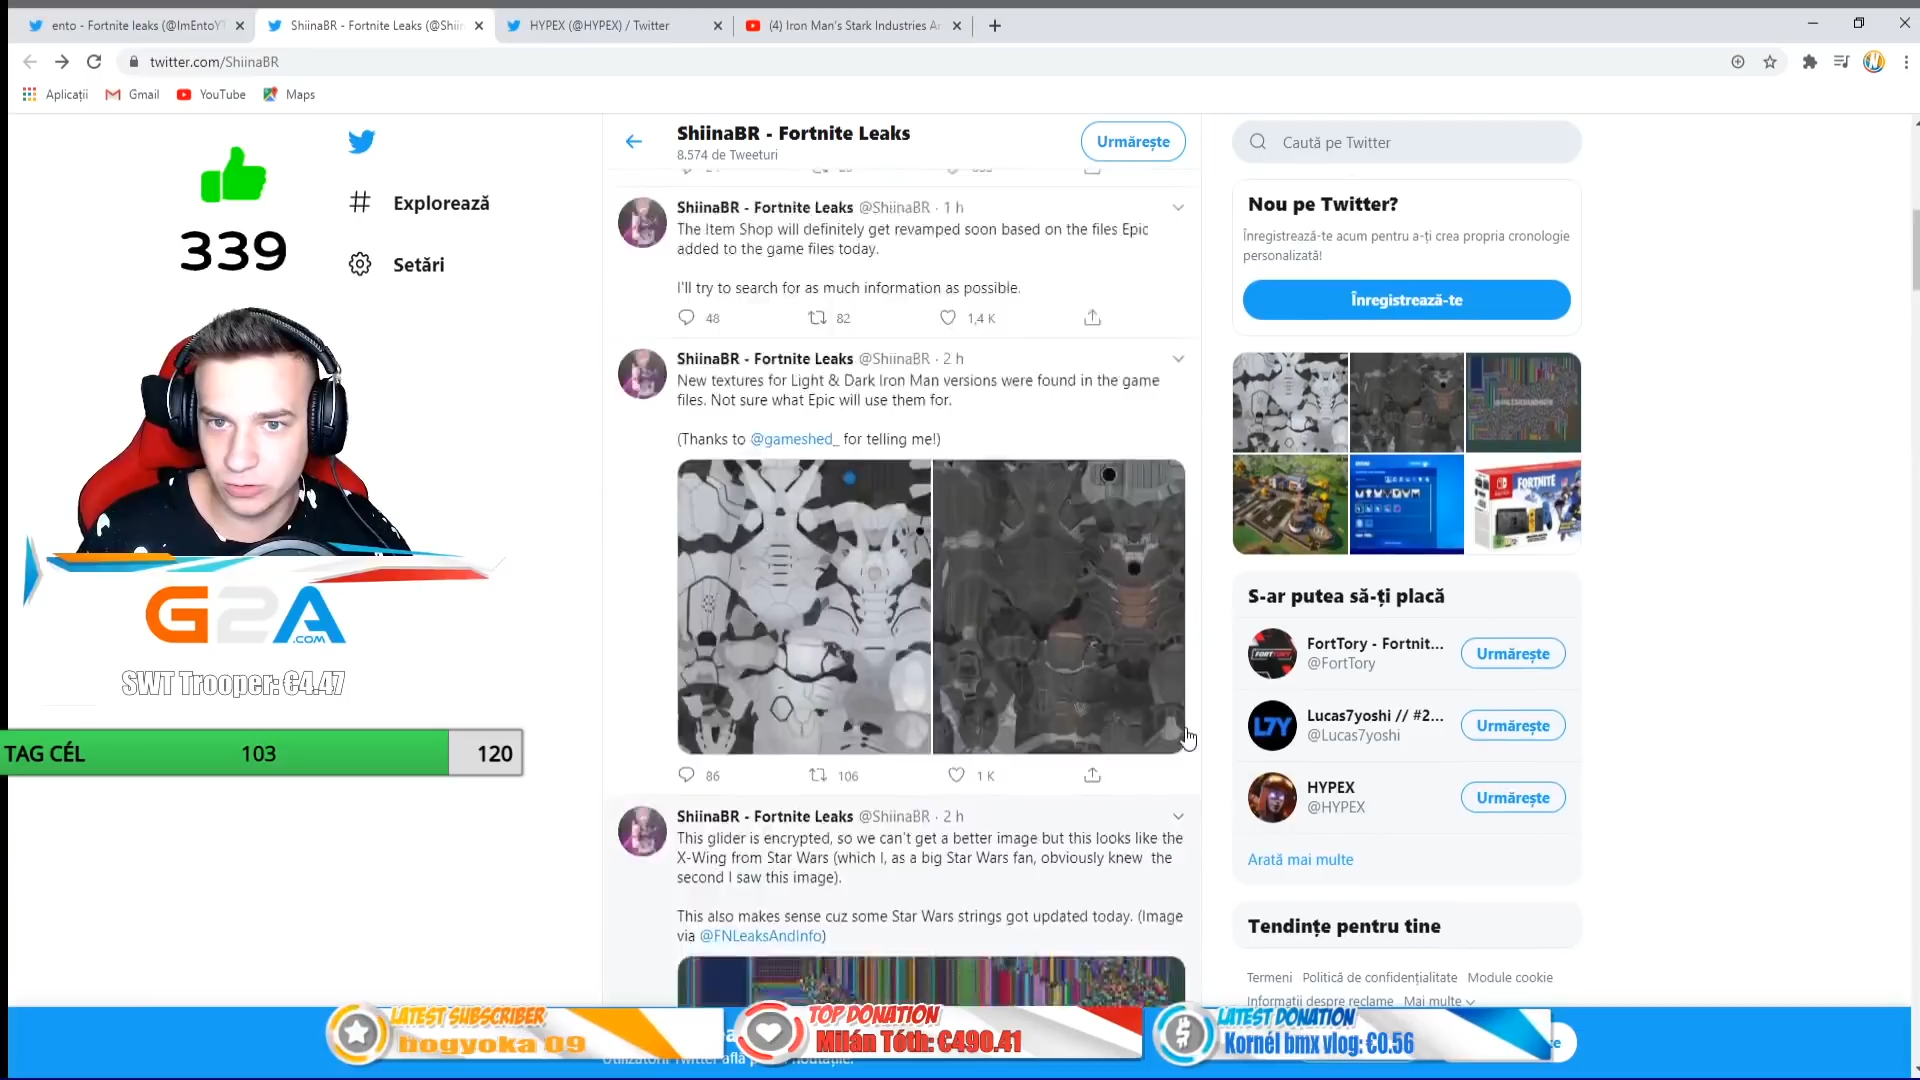 ento - Fortnite leaks (@ImEntoYT
ShiinaBR - Fortnite Leaks (@Shiin
HYPEX (@HYPEX) / Twitter
(4) Iron Man's Stark Industries Ar
twitter.com/ShiinaBR
Aplicații
Gmail
YouTube
Maps
339
Explorează
Setări
G2A
.COM
SWT Trooper: €4.47
TAG CÉL
103
120
ShiinaBR - Fortnite Leaks
8.574 de Tweeturi
Urmărește
ShiinaBR - Fortnite Leaks @ShiinaBR · 1 h
The Item Shop will definitely get revamped soon based on the files Epic
added to the game files today.
I'll try to search for as much information as possible.
48 82 1,4 K
ShiinaBR - Fortnite Leaks @ShiinaBR · 2 h
New textures for Light & Dark Iron Man versions were found in the game
files. Not sure what Epic will use them for.
(Thanks to @gameshed_ for telling me!)
86 106 1 K
ShiinaBR - Fortnite Leaks @ShiinaBR · 2 h
This glider is encrypted, so we can't get a better image but this looks like the
X-Wing from Star Wars (which I, as a big Star Wars fan, obviously knew the
second I saw this image).
This also makes sense cuz some Star Wars strings got updated today. (Image
via @FNLeaksAndInfo)
Caută pe Twitter
Nou pe Twitter?
Înregistrează-te acum pentru a-ți crea propria cronologie
personalizată!
Înregistrează-te
FORTNITE
S-ar putea să-ți placă
FortTory - Fortnit...
@FortTory
Urmărește
FORTTORY
Lucas7yoshi // #2...
@Lucas7yoshi
Urmărește
L7Y
HYPEX
@HYPEX
Urmărește
Arată mai multe
Tendințe pentru tine
Termeni Politică de confidențialitate Module cookie
Informații despre reclame Mai multe
LATEST SUBSCRIBER
hogyoka 09
TOP DONATION
Milán Tóth: €490.41
LATEST DONATION
Kornél bmx vlog: €0.56